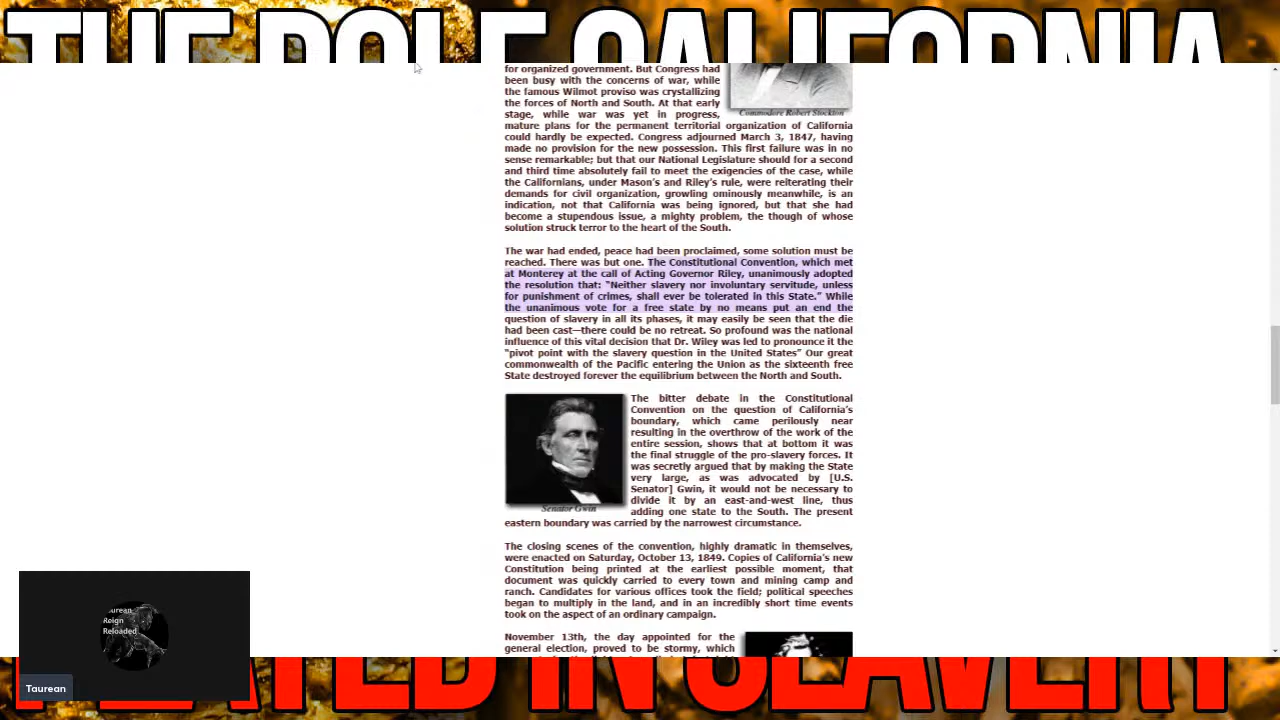 THE ROLE CALIFORNIA
for organized government. But Congress had
been busy with the concerns of war, while
the famous Wilmot proviso was crystallizing
the forces of North and South. At that early
stage, while war was yet in progress,
Commodore Robert Stockton
mature plans for the permanent territorial organization of California
could hardly be expected. Congress adjourned March 3, 1847, having
made no provision for the new possession. This first failure was in no
sense remarkable; but that our National Legislature should for a second
and third time absolutely fail to meet the exigencies of the case, while
the Californians, under Mason's and Riley's rule, were reiterating their
demands for civil organization, growling ominously meanwhile, is an
indication, not that California was being ignored, but that she had
become a stupendous issue, a mighty problem, the though of whose
solution struck terror to the heart of the South.
The war had ended, peace had been proclaimed, some solution must be
reached. There was but one. The Constitutional Convention, which met
at Monterey at the call of Acting Governor Riley, unanimously adopted
the resolution that: “Neither slavery nor involuntary servitude, unless
for punishment of crimes, shall ever be tolerated in this State.” While
the unanimous vote for a free state by no means put an end the
question of slavery in all its phases, it may easily be seen that the die
had been cast—there could be no retreat. So profound was the national
influence of this vital decision that Dr. Wiley was led to pronounce it the
“pivot point with the slavery question in the United States” Our great
commonwealth of the Pacific entering the Union as the sixteenth free
State destroyed forever the equilibrium between the North and South.
The bitter debate in the Constitutional
Convention on the question of California's
boundary, which came perilously near
resulting in the overthrow of the work of the
entire session, shows that at bottom it was
the final struggle of the pro-slavery forces. It
was secretly argued that by making the State
very large, as was advocated by [U.S.
Senator] Gwin, it would not be necessary to
divide it by an east-and-west line, thus
adding one state to the South. The present
Senator Gwin
eastern boundary was carried by the narrowest circumstance.
The closing scenes of the convention, highly dramatic in themselves,
were enacted on Saturday, October 13, 1849. Copies of California's new
Constitution being printed at the earliest possible moment, that
document was quickly carried to every town and mining camp and
ranch. Candidates for various offices took the field; political speeches
began to multiply in the land, and in an incredibly short time events
took on the aspect of an ordinary campaign.
November 13th, the day appointed for the
general election, proved to be stormy, which
Taurean
Reign
Reloaded
Taurean
PLAYED IN SLAVERY